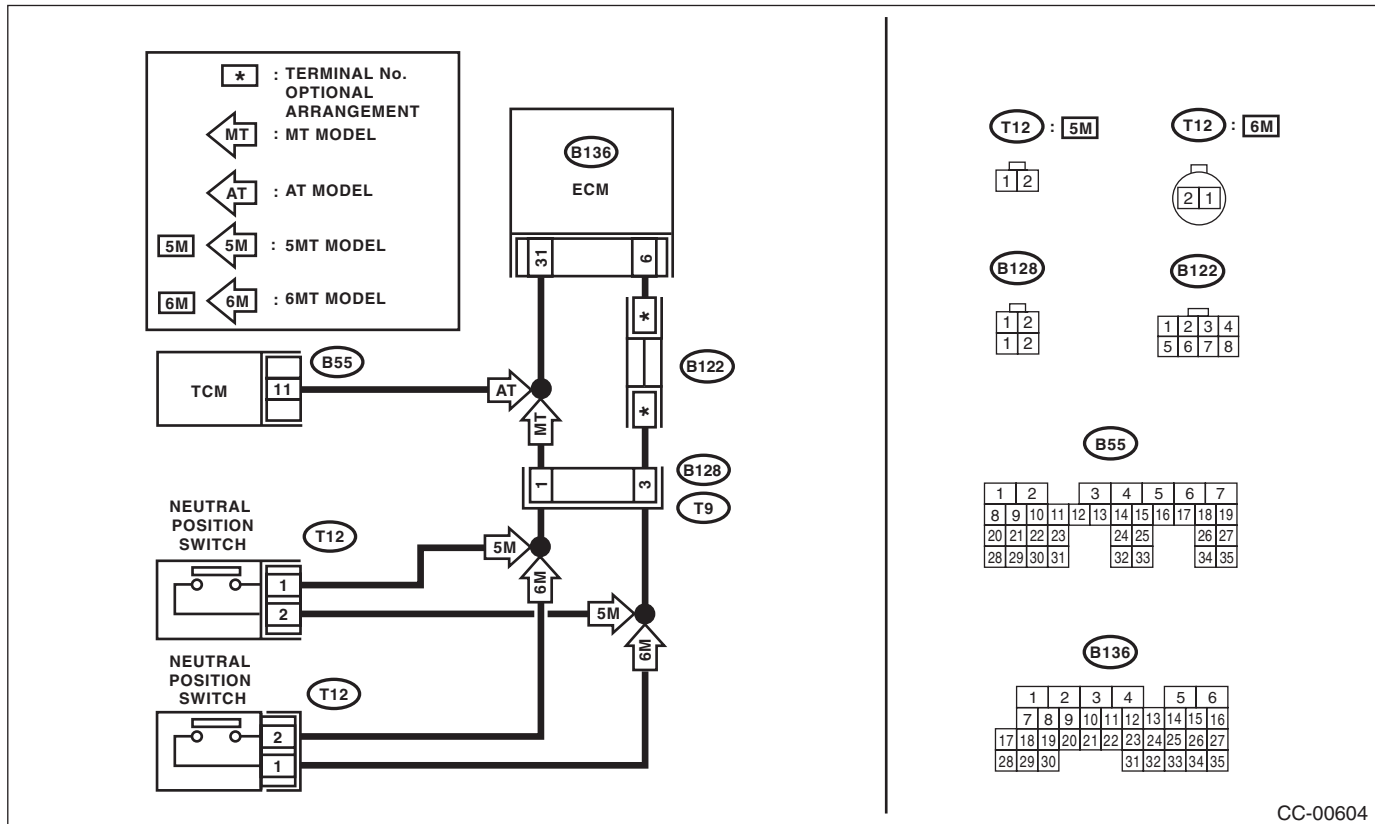 * : TERMINAL No.
OPTIONAL
ARRANGEMENT
MT : MT MODEL
AT : AT MODEL
5M 5M : 5MT MODEL
6M 6M : 6MT MODEL
B136
ECM
31 6
*
B122
*
TCM
11
B55
AT
MT
1 3
B128
T9
NEUTRAL
POSITION
SWITCH
T12
1
2
5M
6M
5M
6M
NEUTRAL
POSITION
SWITCH
T12
2
1
T12 : 5M
1 2
T12 : 6M
2 1
B128
1 2
1 2
B122
1 2 3 4
5 6 7 8
B55
1 2 3 4 5 6 7
8 9 10 11 12 13 14 15 16 17 18 19
20 21 22 23 24 25 26 27
28 29 30 31 32 33 34 35
B136
1 2 3 4 5 6
7 8 9 10 11 12 13 14 15 16
17 18 19 20 21 22 23 24 25 26 27
28 29 30 31 32 33 34 35
CC-00604